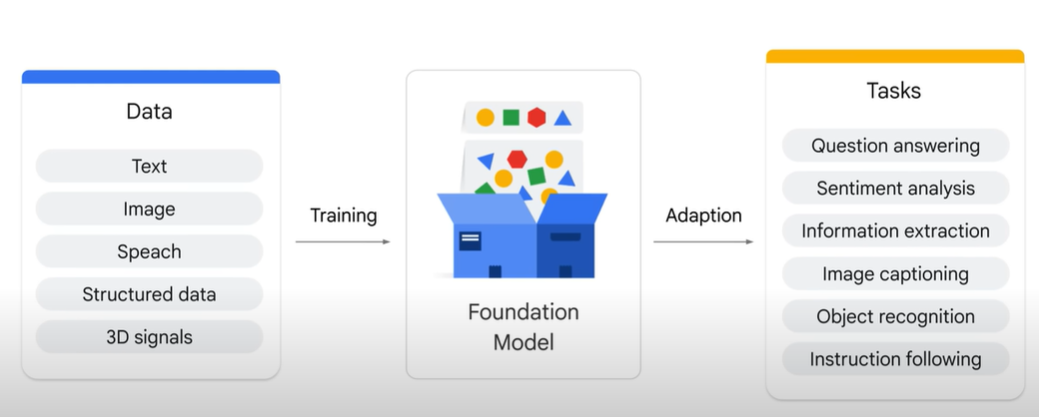 Data
Text
Image
Speach
Structured data
3D signals
Training
Foundation
Model
Adaption
Tasks
Question answering
Sentiment analysis
Information extraction
Image captioning
Object recognition
Instruction following